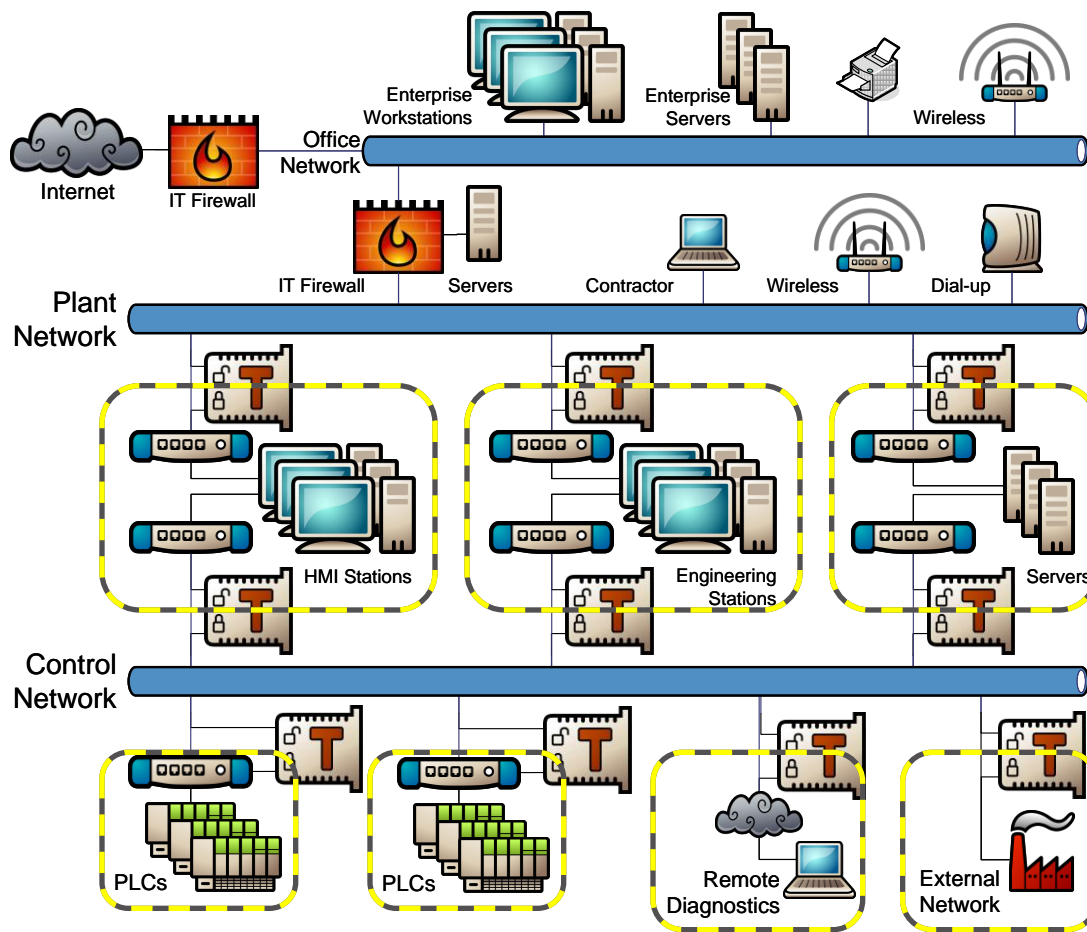 Enterprise
Workstations
Enterprise
Servers
Wireless
Office
Network
Internet
IT Firewall
IT Firewall
Servers
Contractor
Wireless
Dial-up
Plant
Network
T
T
T
HMI Stations
Engineering
Stations
Servers
T
T
T
Control
Network
T
T
T
T
PLCs
PLCs
Remote
Diagnostics
External
Network